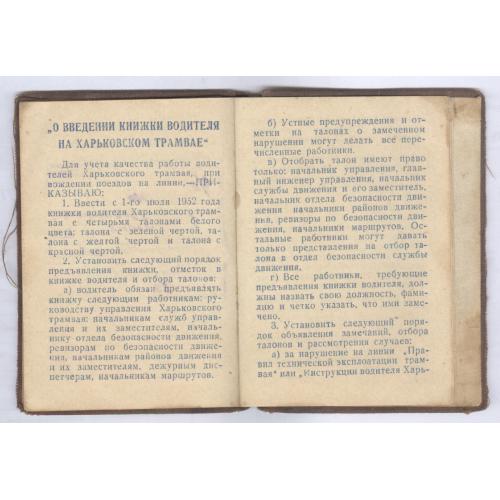 „О ВВЕДЕНИИ КНИЖКИ ВОДИТЕЛЯ
НА ХАРЬКОВСКОМ ТРАМВАЕ“
Для учета качества работы води-
телей Харьковского трамвая, при
вождении поездов на линии,—ПРИ-
КАЗЫВАЮ:
1. Ввести с 1-го июля 1952 года
книжки водителя Харьковского трам-
вая с четырьмя талонами белого
цвета; талона с зеленой чертой, та-
лона с желтой чертой и талона с
красной чертой.
2. Установить следующий порядок
предъявления книжки, отметок в
книжке водителя и отбора талонов:
а) водитель обязан предъявлять
книжку следующим работникам: ру-
ководству управления Харьковского
трамвая: начальникам служб управ-
ления и их заместителям, началь-
нику отдела безопасности движения,
ревизорам по безопасности движе-
ния, начальникам районов движения
и их заместителям, дежурным дис-
петчерам, начальникам маршрутов.
б) Устные предупреждения и от-
метки на талонах о замеченном
нарушении могут делать все пере-
численные работники.
в) Отобрать талон имеют право
только: начальник управления, глав-
ный инженер управления, начальник
службы движения и его заместитель,
начальник отдела безопасности дви-
жения начальники районов движе-
ния, ревизоры по безопасности движе-
ния, начальники маршрутов. Ос-
тальные работники могут давать
только представления на отбор тало-
на в отдел безопасности службы
движения.
г) Все работники, требующие
предъявления книжки водителя, дол-
жны назвать свою должность, фами-
лию и четко указать, что ими заме-
чено.
3. Установить следующий поря-
док объявления замечаний, отбора
талонов и рассмотрения случаев:
а) за нарушение на линии „Пра-
вил технической эксплоатации трам-
вая“ или „Инструкции водителя Харь-